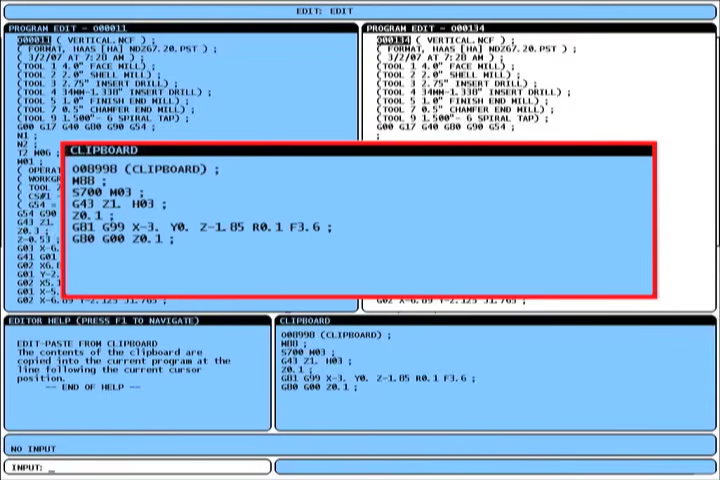 EDIT: EDIT
PROGRAM EDIT - O00011
O00011 ( VERTICAL.NCF ) ;
( FORMAT, HAAS [HA] NDZ67.20.PST ) ;
( 3/2/07 AT 7:28 AM ) ;
(TOOL 1 4.0" FACE MILL) ;
(TOOL 2 2.0" SHELL MILL) ;
(TOOL 3 2.75" INSERT DRILL) ;
(TOOL 4 34MM-1.338" INSERT DRILL) ;
(TOOL 5 1.0" FINISH END MILL) ;
(TOOL 7 0.5" CHAMFER END MILL) ;
(TOOL 9 1.500"- 6 SPIRAL TAP) ;
G00 G17 G40 G80 G90 G54 ;
N1 ;
N2 ;
T2 M06 ;
M01 ;
( OPERA
( WORKG
( TOOL
( CS#1
( G54 =
G54 G90
G43 Z1.
Z0.3 ;
Z-0.53
G03 X-6.
G41 G01
G02 X6.
G01 Y-2.
G02 X5.1
G01 X-5.
G02 X-6.89 Y-2.125 J1.765 ;
PROGRAM EDIT - O00134
O00134 ( VERTICAL.NCF ) ;
( FORMAT, HAAS [HA] NDZ67.20.PST ) ;
( 3/2/07 AT 7:28 AM ) ;
(TOOL 1 4.0" FACE MILL) ;
(TOOL 2 2.0" SHELL MILL) ;
(TOOL 3 2.75" INSERT DRILL) ;
(TOOL 4 34MM-1.338" INSERT DRILL) ;
(TOOL 5 1.0" FINISH END MILL) ;
(TOOL 7 0.5" CHAMFER END MILL) ;
(TOOL 9 1.500"- 6 SPIRAL TAP) ;
G00 G17 G40 G80 G90 G54 ;
;
G02 X-6.89 Y-2.125 J1.765 ;
CLIPBOARD
O08998 (CLIPBOARD) ;
M88 ;
S700 M03 ;
G43 Z1. H03 ;
Z0.1 ;
G81 G99 X-3. Y0. Z-1.85 R0.1 F3.6 ;
G80 G00 Z0.1 ;
EDITOR HELP (PRESS F1 TO NAVIGATE)
EDIT-PASTE FROM CLIPBOARD
The contents of the clipboard are
copied into the current program at the
line following the current cursor
position.
-- END OF HELP --
CLIPBOARD
O08998 (CLIPBOARD) ;
M88 ;
S700 M03 ;
G43 Z1. H03 ;
Z0.1 ;
G81 G99 X-3. Y0. Z-1.85 R0.1 F3.6 ;
G80 G00 Z0.1 ;
NO INPUT
INPUT: _